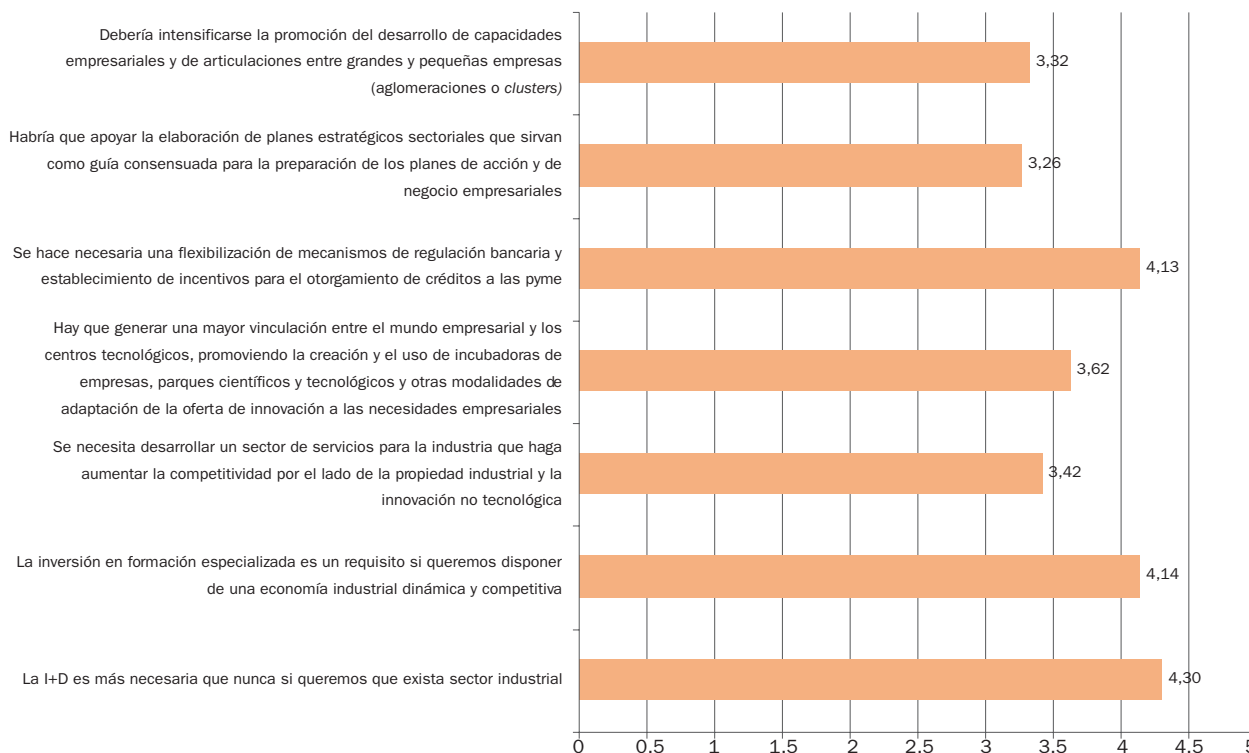 Debería intensificarse la promoción del desarrollo de capacidades
empresariales y de articulaciones entre grandes y pequeñas empresas
(aglomeraciones o clusters)
3,32
Habría que apoyar la elaboración de planes estratégicos sectoriales que sirvan
como guía consensuada para la preparación de los planes de acción y de
negocio empresariales
3,26
Se hace necesaria una flexibilización de mecanismos de regulación bancaria y
establecimiento de incentivos para el otorgamiento de créditos a las pyme
4,13
Hay que generar una mayor vinculación entre el mundo empresarial y los
centros tecnológicos, promoviendo la creación y el uso de incubadoras de
empresas, parques científicos y tecnológicos y otras modalidades de
adaptación de la oferta de innovación a las necesidades empresariales
3,62
Se necesita desarrollar un sector de servicios para la industria que haga
aumentar la competitividad por el lado de la propiedad industrial y la
innovación no tecnológica
3,42
La inversión en formación especializada es un requisito si queremos disponer
de una economía industrial dinámica y competitiva
4,14
La I+D es más necesaria que nunca si queremos que exista sector industrial
4,30
0 0.5 1 1.5 2 2.5 3 3.5 4 4.5 5